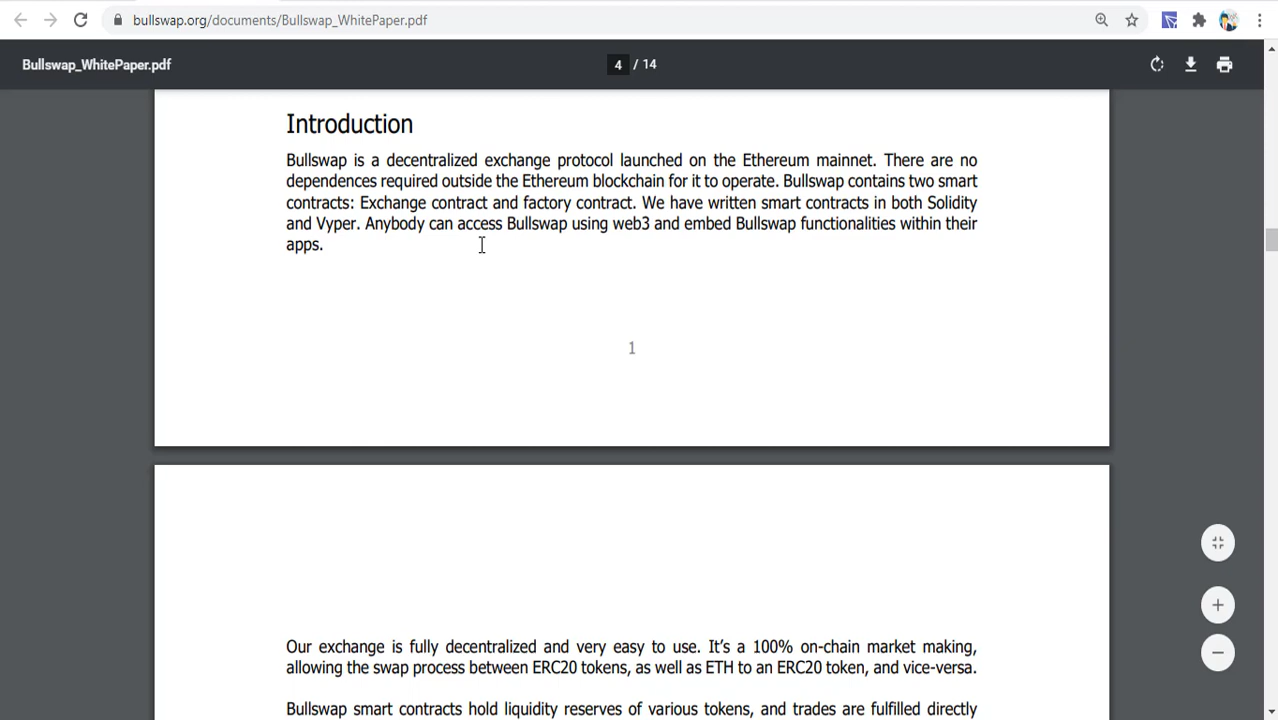 bullswap.org/documents/Bullswap_WhitePaper.pdf
Bullswap_WhitePaper.pdf
4 / 14
Introduction
Bullswap is a decentralized exchange protocol launched on the Ethereum mainnet. There are no
dependences required outside the Ethereum blockchain for it to operate. Bullswap contains two smart
contracts: Exchange contract and factory contract. We have written smart contracts in both Solidity
and Vyper. Anybody can access Bullswap using web3 and embed Bullswap functionalities within their
apps.
1
Our exchange is fully decentralized and very easy to use. It’s a 100% on-chain market making,
allowing the swap process between ERC20 tokens, as well as ETH to an ERC20 token, and vice-versa.
Bullswap smart contracts hold liquidity reserves of various tokens, and trades are fulfilled directly